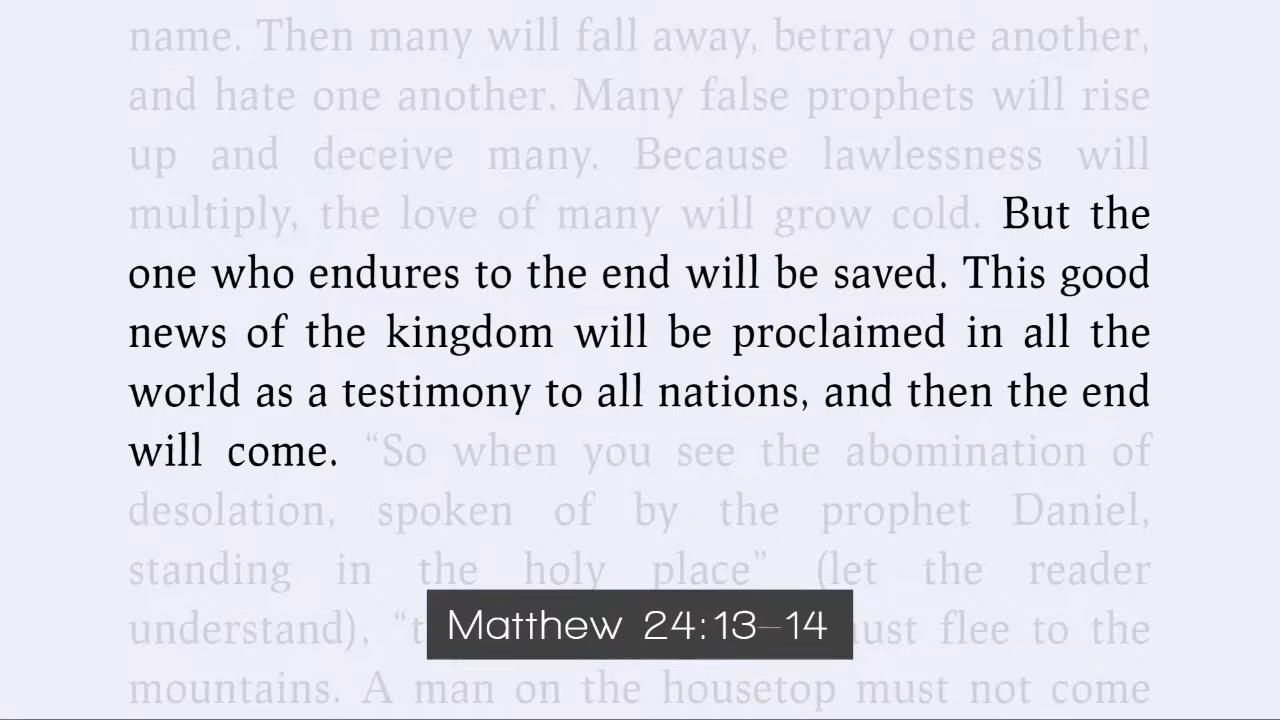 name. Then many will fall away, betray one another,
and hate one another. Many false prophets will rise
up and deceive many. Because lawlessness will
multiply, the love of many will grow cold. But the
one who endures to the end will be saved. This good
news of the kingdom will be proclaimed in all the
world as a testimony to all nations, and then the end
will come. “So when you see the abomination of
desolation, spoken of by the prophet Daniel,
standing in the holy place” (let the reader
understand), “t ust flee to the
Matthew 24:13–14
mountains. A man on the housetop must not come